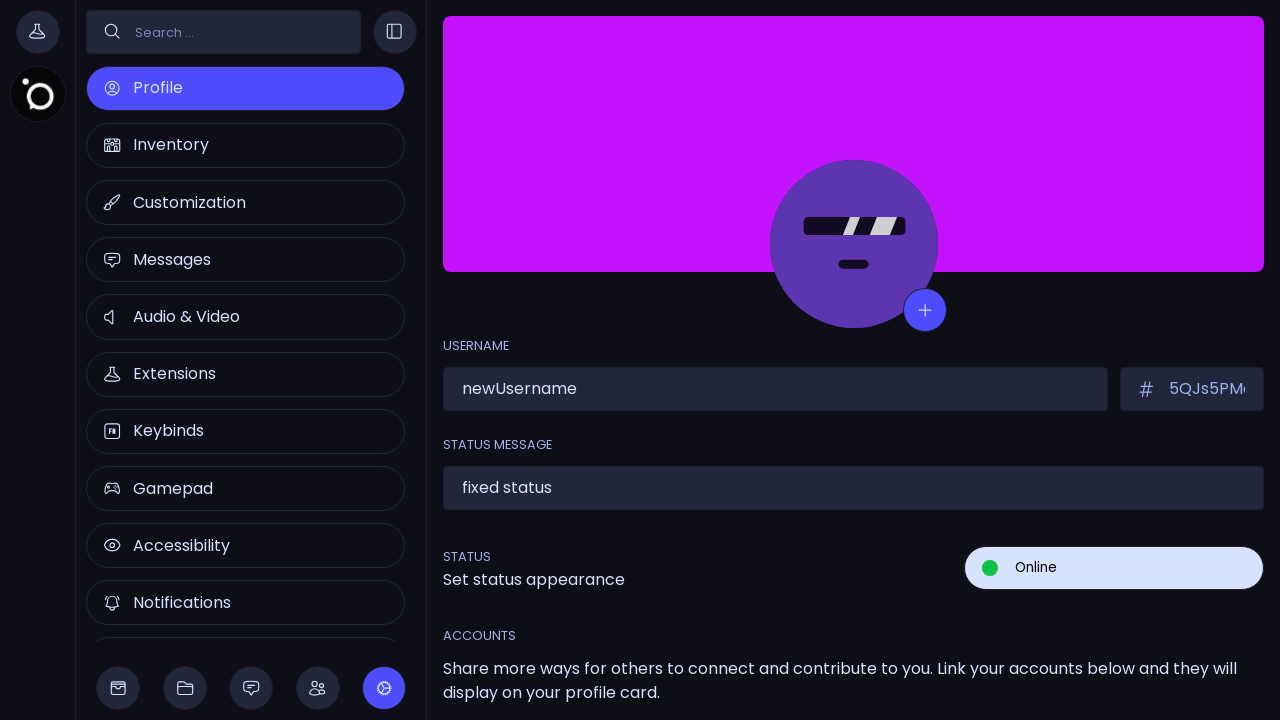 Search ...
Profile
Inventory
Customization
Messages
Audio & Video
Extensions
Keybinds
Gamepad
Accessibility
Notifications
USERNAME
newUsername
#
STATUS MESSAGE
fixed status
STATUS
Set status appearance
Online
ACCOUNTS
Share more ways for others to connect and contribute to you. Link your accounts below and they will
display on your profile card.